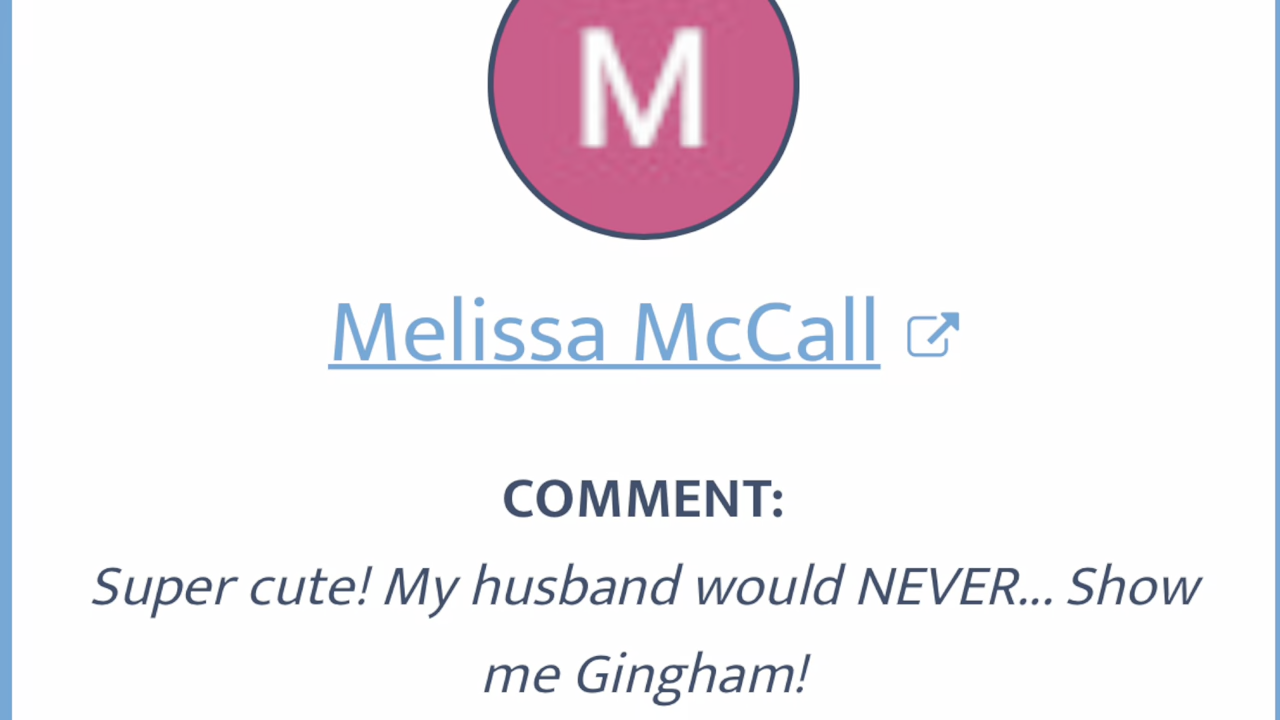 M
Melissa McCall
COMMENT:
Super cute! My husband would NEVER... Show
me Gingham!